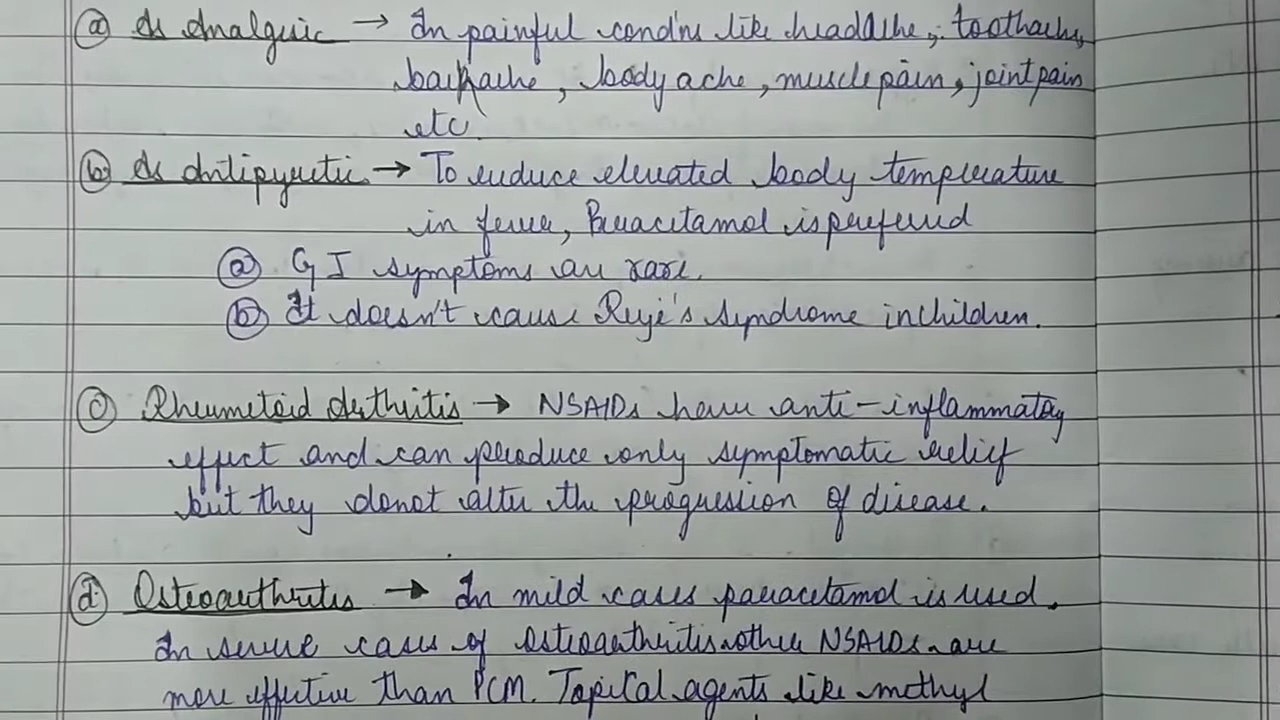 ⓐ As Analgesic → In painful cond'ns like headache, toothache,
backache, body ache, muscle pain, joint pain
etc.
ⓑ As Antipyretic → To reduce elevated body temperature
in fever, Paracetamol is preferred
ⓐ GI symptoms are rare.
ⓑ It doesn't cause Reye's syndrome in children.
ⓒ Rheumetoid Arthritis → NSAIDs have anti-inflammatory
effect and can produce only symptomatic relief
but they donot alter the progression of disease.
ⓓ Osteoarthritis → In mild cases paracetamol is used.
In severe cases of osteoarthritis other NSAIDs are
more effective than PCM. Topical agents like methyl